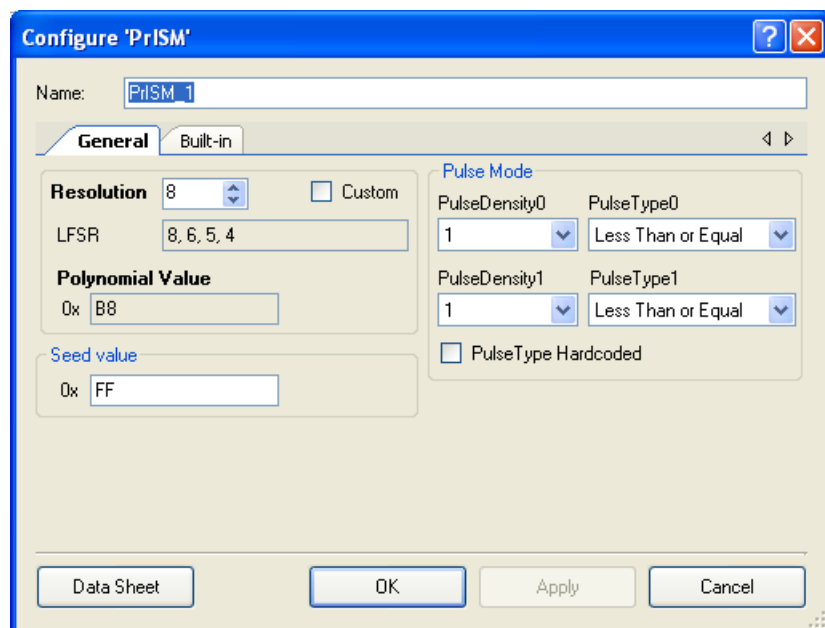 Configure 'PrISM'
?
Name: PrISM_1
General Built-in
Resolution 8 Custom
LFSR 8, 6, 5, 4
Polynomial Value
0x B8
Seed value
0x FF
Pulse Mode
PulseDensity0 PulseType0
1 Less Than or Equal
PulseDensity1 PulseType1
1 Less Than or Equal
PulseType Hardcoded
Data Sheet OK Apply Cancel